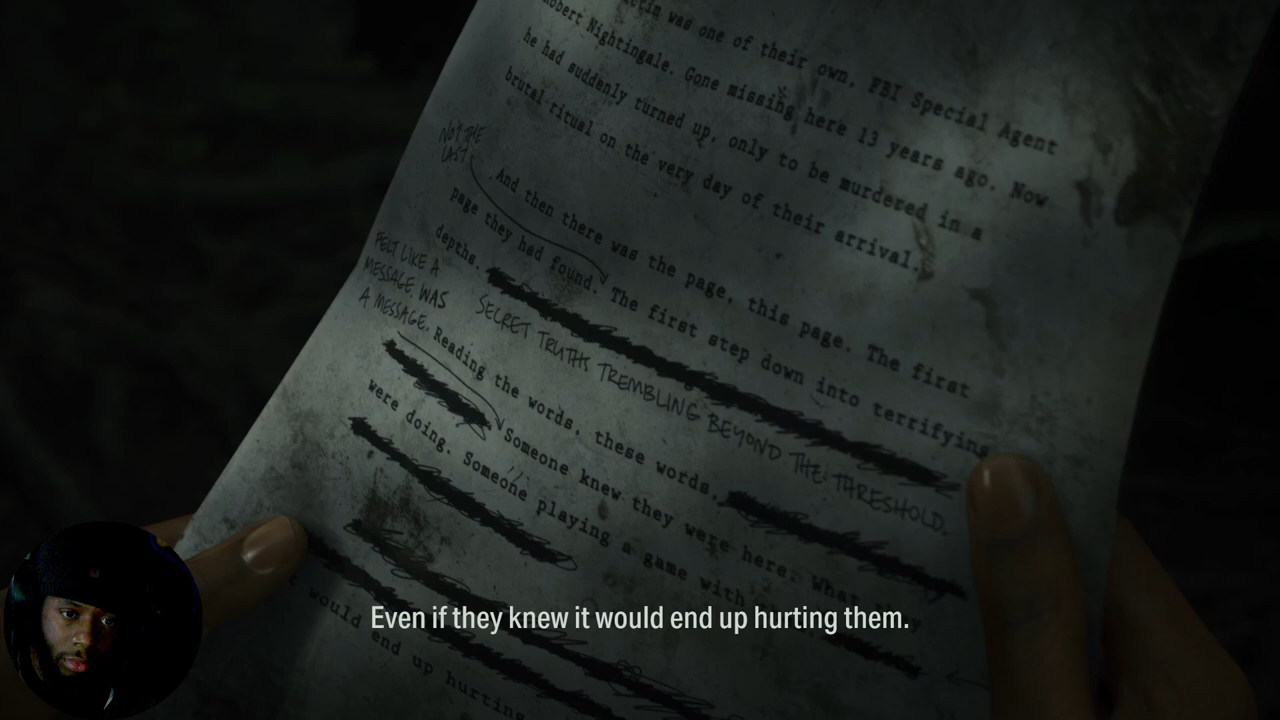 victim was one of their own, FBI Special Agent
Robert Nightingale. Gone missing here 13 years ago. Now
he had suddenly turned up, only to be murdered in a
brutal ritual on the very day of their arrival.
NOT THE
LAST
And then there was the page, this page. The first
page they had found. The first step down into terrifying
depths.
SECRET TRUTHS TREMBLING BEYOND THE THRESHOLD.
FELT LIKE A
MESSAGE, WAS
A MESSAGE.
Reading the words, these words,
Someone knew they were here. What they
were doing. Someone playing a game with
would end up hurting
Even if they knew it would end up hurting them.